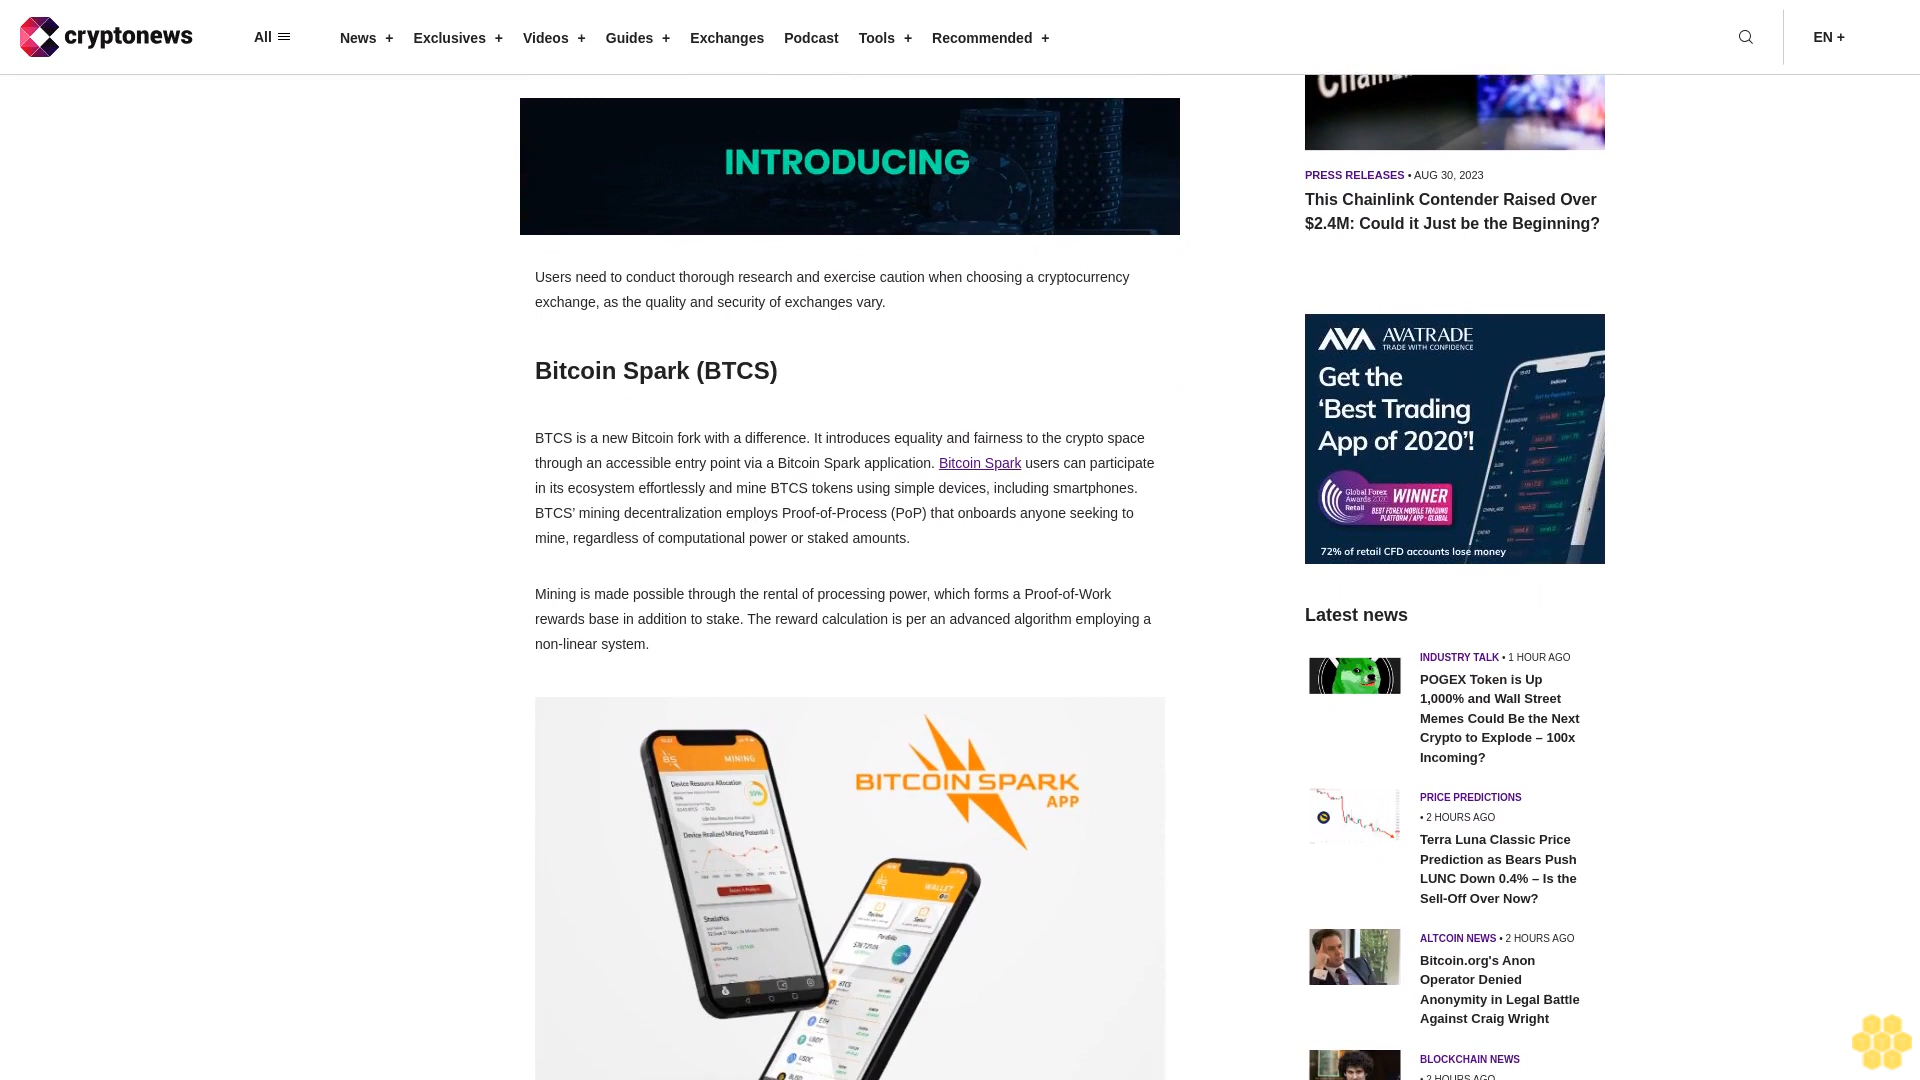 cryptonews
All
News +
Exclusives +
Videos +
Guides +
Exchanges
Podcast
Tools +
Recommended +
EN +
INTRODUCING
Users need to conduct thorough research and exercise caution when choosing a cryptocurrency
exchange, as the quality and security of exchanges vary.
Bitcoin Spark (BTCS)
BTCS is a new Bitcoin fork with a difference. It introduces equality and fairness to the crypto space
through an accessible entry point via a Bitcoin Spark application. Bitcoin Spark users can participate
in its ecosystem effortlessly and mine BTCS tokens using simple devices, including smartphones.
BTCS’ mining decentralization employs Proof-of-Process (PoP) that onboards anyone seeking to
mine, regardless of computational power or staked amounts.
Mining is made possible through the rental of processing power, which forms a Proof-of-Work
rewards base in addition to stake. The reward calculation is per an advanced algorithm employing a
non-linear system.
BITCOIN SPARK
APP
BS
MINING
Device Resource Allocation
Device Realized Mining Potential
Statistics
WALLET
Receive
Send
Portfolio
BTCS
BTC
ETH
USDT
USDC
PRESS RELEASES • AUG 30, 2023
This Chainlink Contender Raised Over
$2.4M: Could it Just be the Beginning?
AVATRADE
TRADE WITH CONFIDENCE
Get the
‘Best Trading
App of 2020’!
Global Forex
Awards 2020
Retail
WINNER
BEST FOREX MOBILE TRADING
PLATFORM / APP - GLOBAL
72% of retail CFD accounts lose money
Latest news
INDUSTRY TALK • 1 HOUR AGO
POGEX Token is Up
1,000% and Wall Street
Memes Could Be the Next
Crypto to Explode – 100x
Incoming?
PRICE PREDICTIONS
• 2 HOURS AGO
Terra Luna Classic Price
Prediction as Bears Push
LUNC Down 0.4% – Is the
Sell-Off Over Now?
ALTCOIN NEWS • 2 HOURS AGO
Bitcoin.org's Anon
Operator Denied
Anonymity in Legal Battle
Against Craig Wright
BLOCKCHAIN NEWS
• 2 HOURS AGO